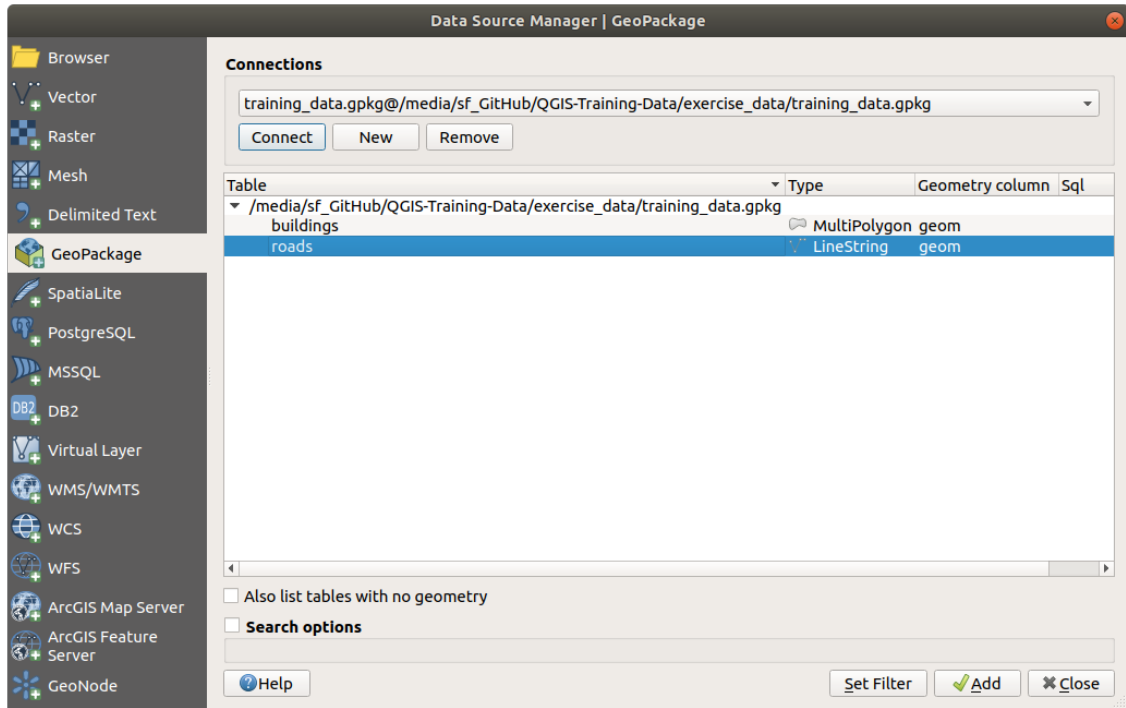 Data Source Manager | GeoPackage
Browser
Vector
Raster
Mesh
Delimited Text
GeoPackage
SpatiaLite
PostgreSQL
MSSQL
DB2
DB2
Virtual Layer
WMS/WMTS
WCS
WFS
ArcGIS Map Server
ArcGIS Feature
Server
GeoNode
Connections
training_data.gpkg@/media/sf_GitHub/QGIS-Training-Data/exercise_data/training_data.gpkg
Connect New Remove
Table Type Geometry column Sql
/media/sf_GitHub/QGIS-Training-Data/exercise_data/training_data.gpkg
buildings MultiPolygon geom
roads LineString geom
Also list tables with no geometry
Search options
Help Set Filter Add Close